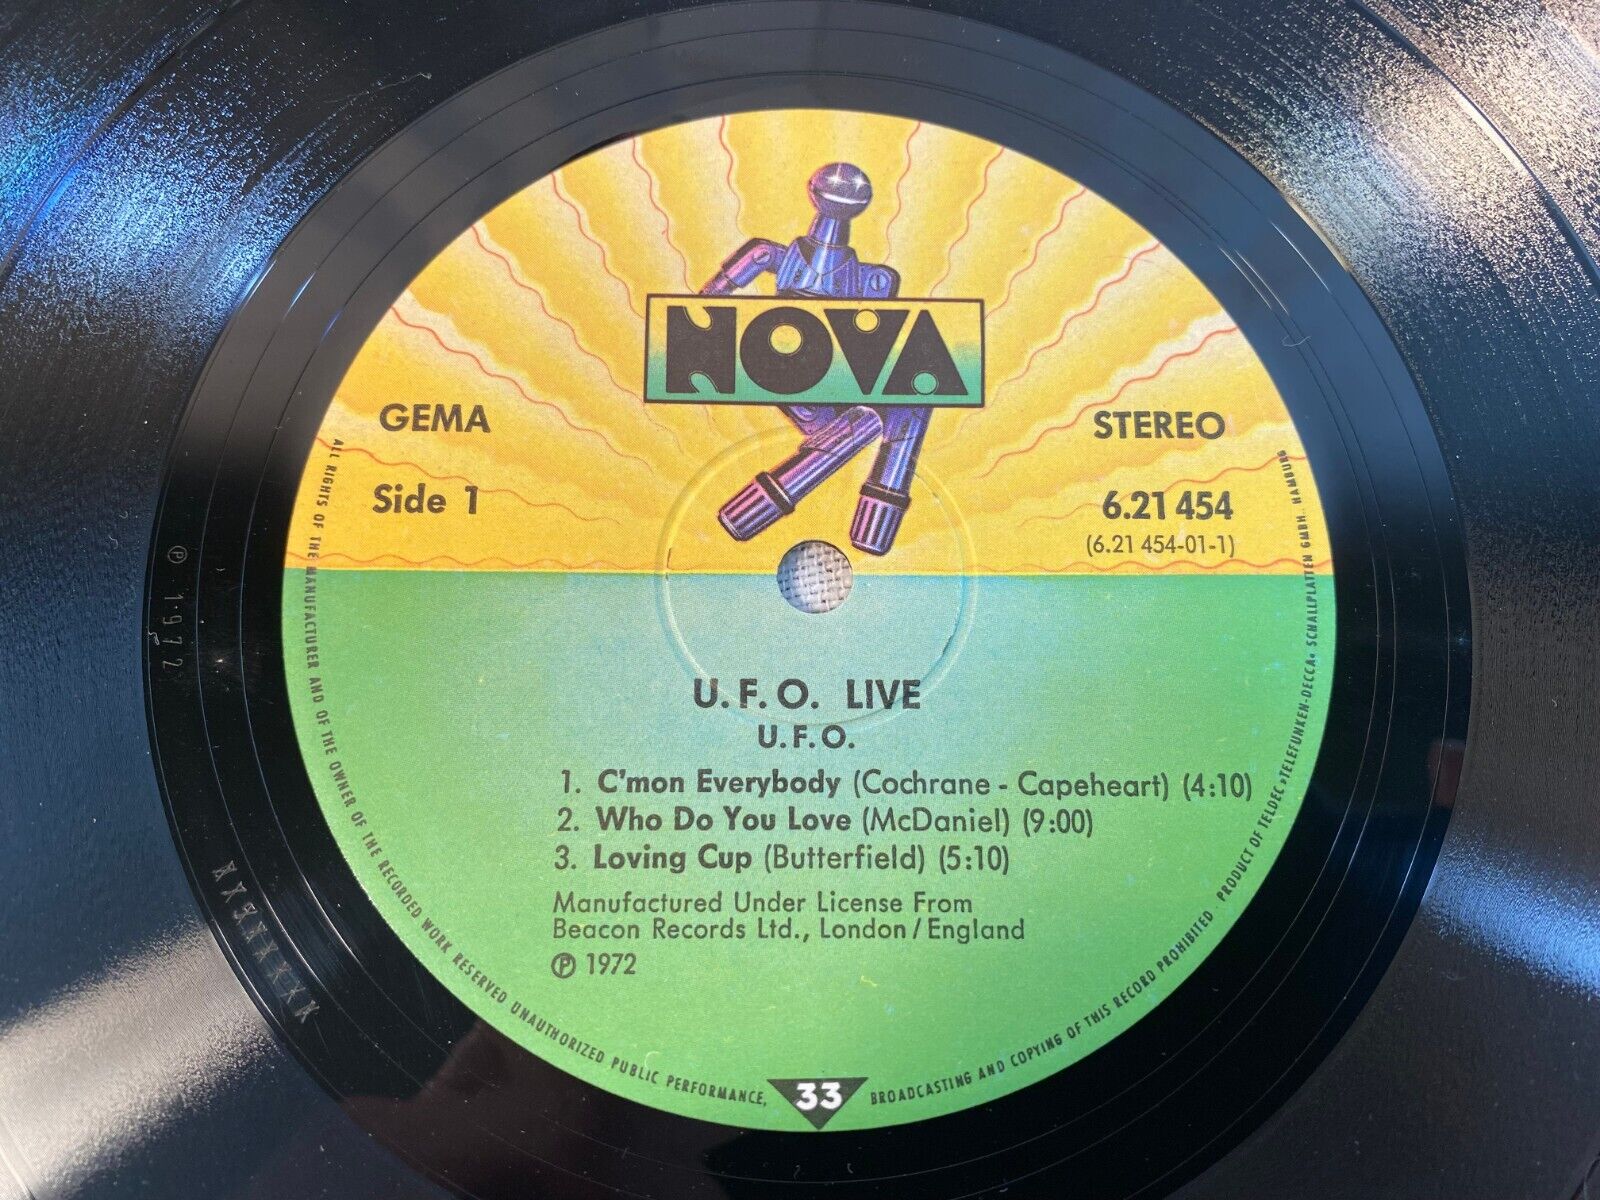 NOVA
GEMA
STEREO
Side 1
6.21 454
(6.21 454-01-1)
U.F.O. LIVE
U.F.O.
1. C'mon Everybody (Cochrane - Capeheart) (4:10)
2. Who Do You Love (McDaniel) (9:00)
3. Loving Cup (Butterfield) (5:10)
Manufactured Under License From
Beacon Records Ltd., London/England
℗ 1972
33
ALL RIGHTS OF THE MANUFACTURER AND OF THE OWNER OF THE RECORDED WORK RESERVED UNAUTHORIZED PUBLIC PERFORMANCE, BROADCASTING AND COPYING OF THIS RECORD PROHIBITED · PRODUCT OF TELDEC »TELEFUNKEN-DECCA« SCHALLPLATTEN GMBH. HAMBURG
℗ 1972